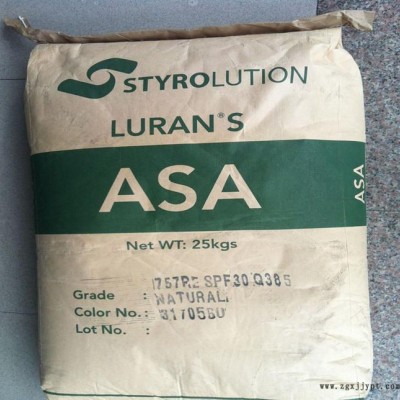 STYROLUTION
LURAN®S
ASA
ASA
Net WT: 25kgs
Grade : 757RE SPF30 Q385
NATURAL
Color No. :
Lot No. :
www.zgxjjypt.com